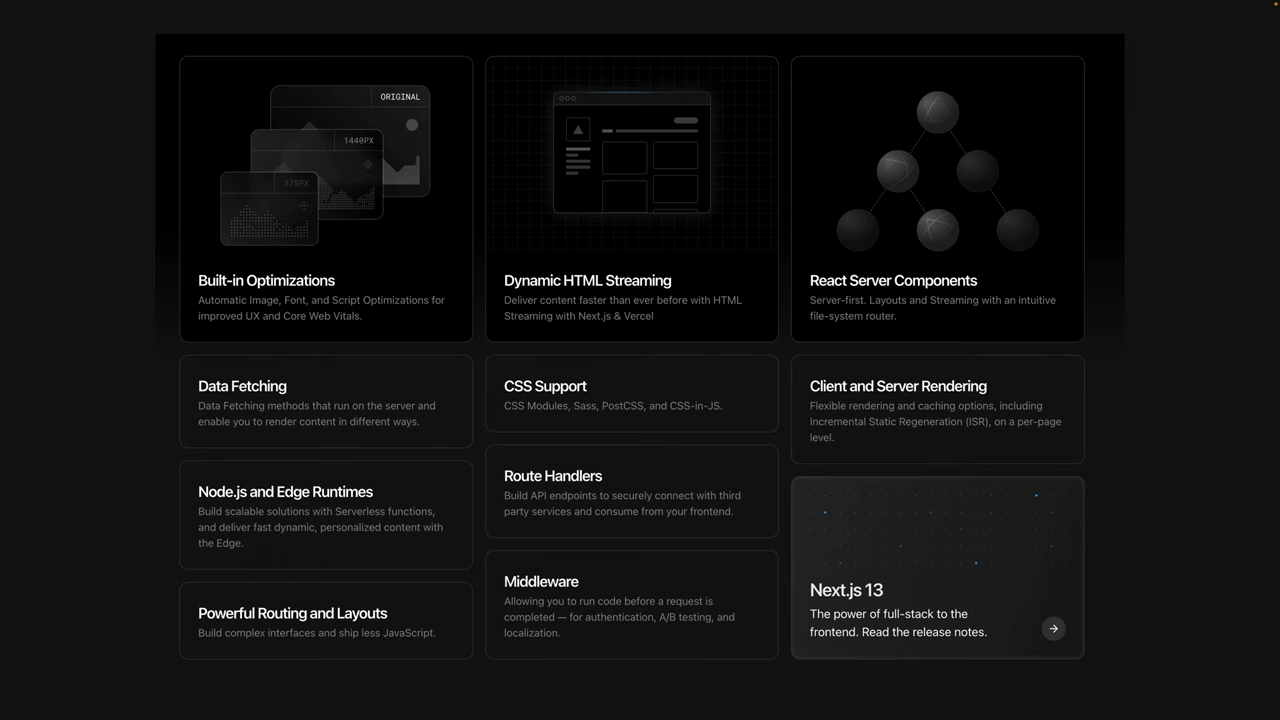 ORIGINAL
1440PX
375PX
Built-in Optimizations
Automatic Image, Font, and Script Optimizations for
improved UX and Core Web Vitals.
Dynamic HTML Streaming
Deliver content faster than ever before with HTML
Streaming with Next.js & Vercel
React Server Components
Server-first. Layouts and Streaming with an intuitive
file-system router.
Data Fetching
Data Fetching methods that run on the server and
enable you to render content in different ways.
CSS Support
CSS Modules, Sass, PostCSS, and CSS-in-JS.
Client and Server Rendering
Flexible rendering and caching options, including
Incremental Static Regeneration (ISR), on a per-page
level.
Node.js and Edge Runtimes
Build scalable solutions with Serverless functions,
and deliver fast dynamic, personalized content with
the Edge.
Route Handlers
Build API endpoints to securely connect with third
party services and consume from your frontend.
Powerful Routing and Layouts
Build complex interfaces and ship less JavaScript.
Middleware
Allowing you to run code before a request is
completed — for authentication, A/B testing, and
localization.
Next.js 13
The power of full-stack to the
frontend. Read the release notes.